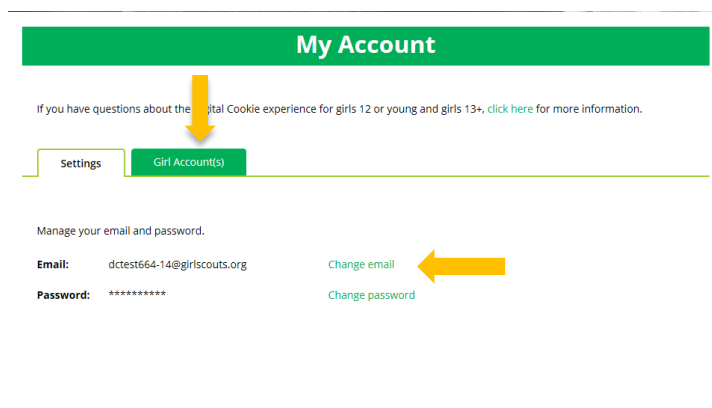 My Account
If you have questions about the gital Cookie experience for girls 12 or young and girls 13+, click here for more information.
Settings Girl Account(s)
Manage your email and password.
Email: dctest664-14@girlscouts.org Change email
Password: ********** Change password